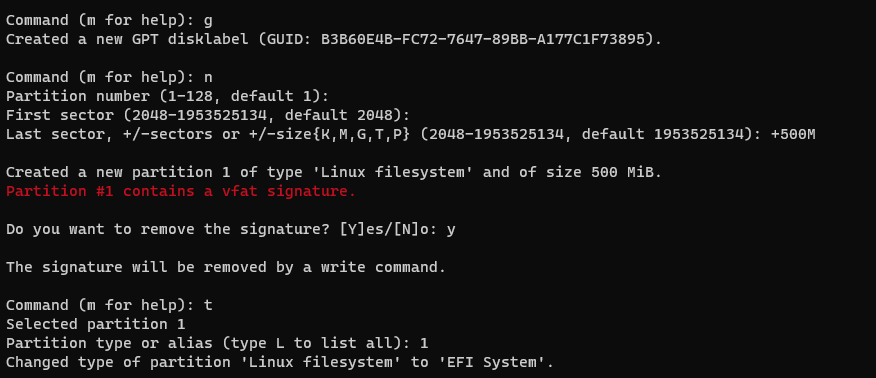 Command (m for help): g
Created a new GPT disklabel (GUID: B3B60E4B-FC72-7647-89BB-A177C1F73895).
Command (m for help): n
Partition number (1-128, default 1):
First sector (2048-1953525134, default 2048):
Last sector, +/-sectors or +/-size{K,M,G,T,P} (2048-1953525134, default 1953525134): +500M
Created a new partition 1 of type 'Linux filesystem' and of size 500 MiB.
Partition #1 contains a vfat signature.
Do you want to remove the signature? [Y]es/[N]o: y
The signature will be removed by a write command.
Command (m for help): t
Selected partition 1
Partition type or alias (type L to list all): 1
Changed type of partition 'Linux filesystem' to 'EFI System'.